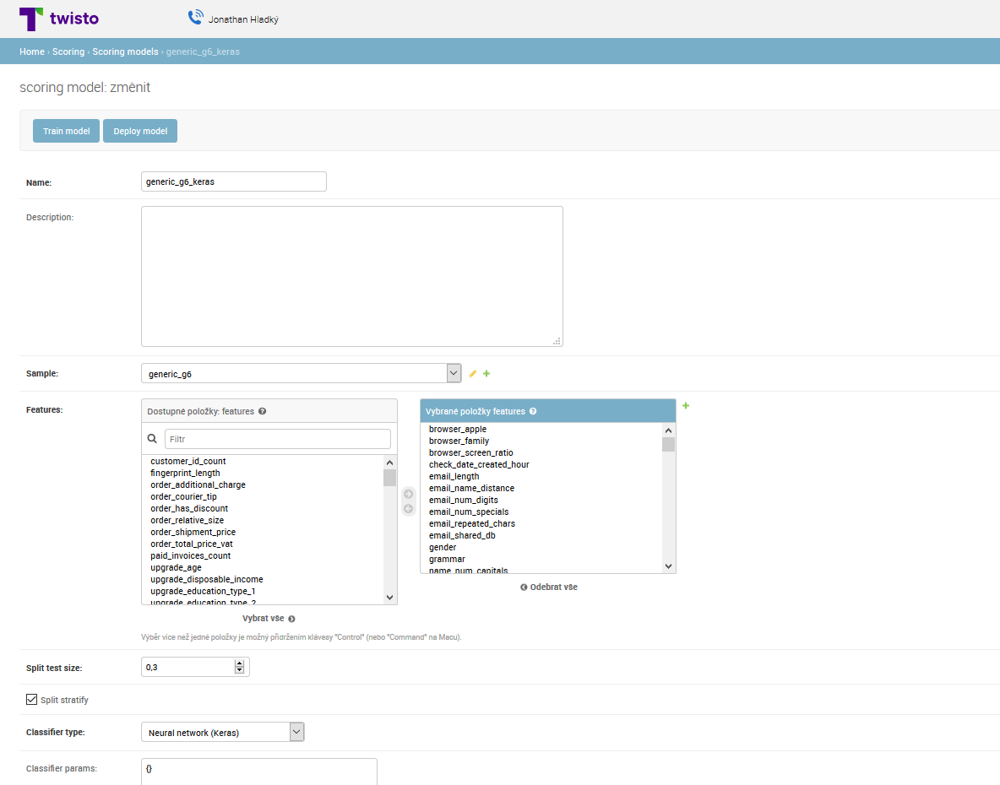 twisto
Jonathan Hladký
Home › Scoring › Scoring models › generic_g6_keras
scoring model: změnit
Train model
Deploy model
Name:
generic_g6_keras
Description:
Sample:
generic_g6
Features:
Dostupné položky: features
Filtr
customer_id_count
fingerprint_length
order_additional_charge
order_courier_tip
order_has_discount
order_relative_size
order_shipment_price
order_total_price_vat
paid_invoices_count
upgrade_age
upgrade_disposable_income
upgrade_education_type_1
upgrade_education_type_2
Vybrat vše
Vybrané položky features
browser_apple
browser_family
browser_screen_ratio
check_date_created_hour
email_length
email_name_distance
email_num_digits
email_num_specials
email_repeated_chars
email_shared_db
gender
grammar
name_num_capitals
Odebrat vše
Výběr více než jedné položky je možný přidržením klávesy "Control" (nebo "Command" na Macu).
Split test size:
0,3
Split stratify
Classifier type:
Neural network (Keras)
Classifier params:
{}